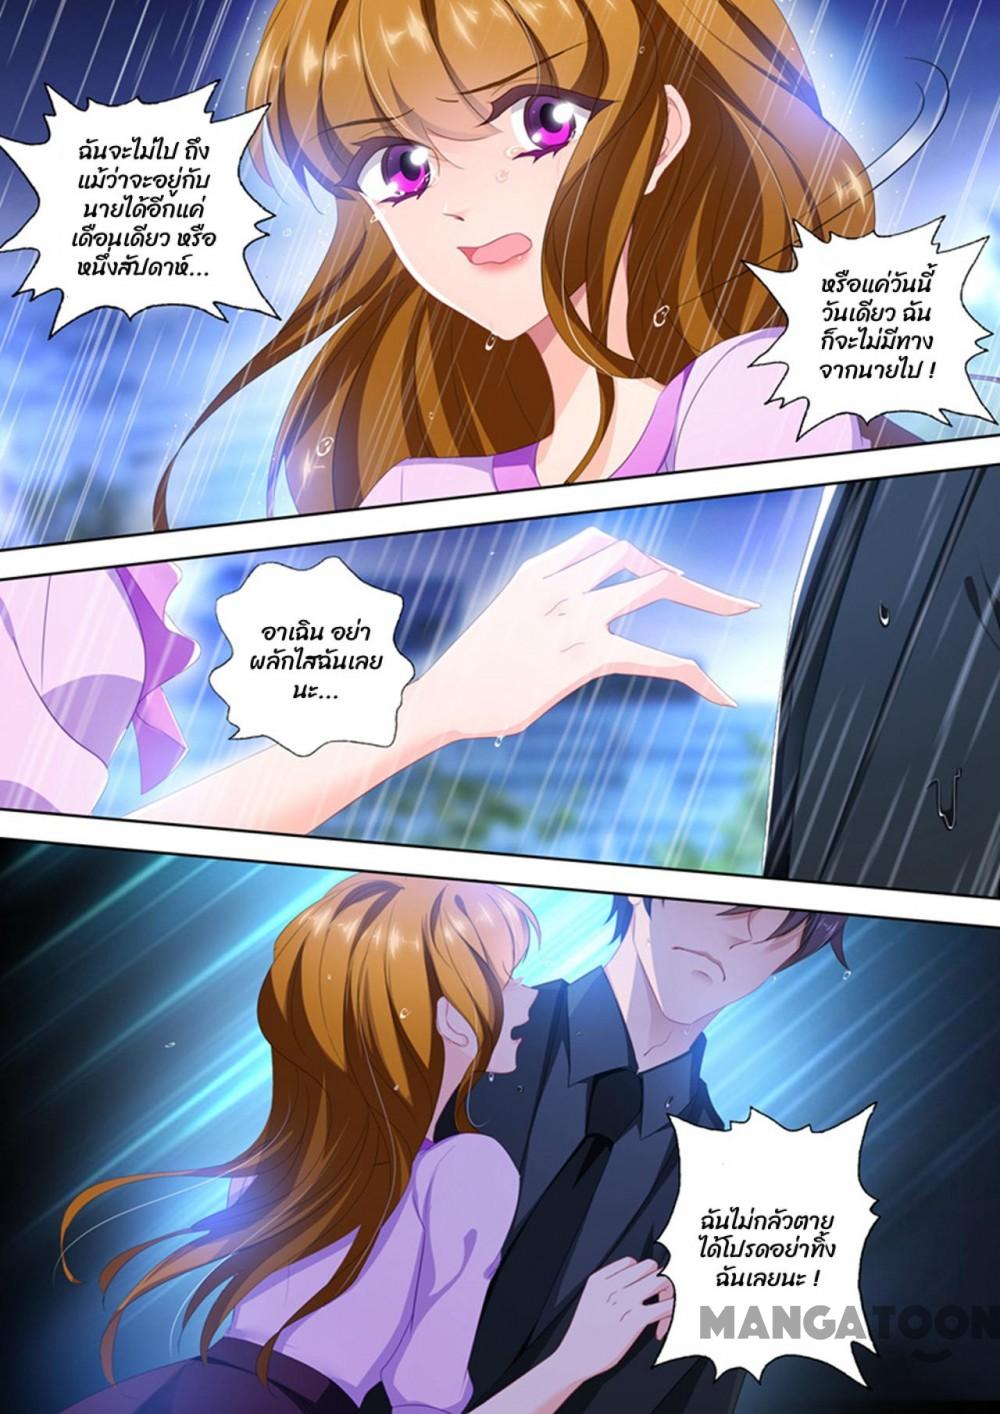 ฉันจะไม่ไป ถึง
แม้ว่าจะอยู่กับ
นายได้อีกแค่
เดือนเดียว หรือ
หนึ่งสัปดาห์...
หรือแค่วันนี้
วันเดียว ฉัน
ก็จะไม่มีทาง
จากนายไป !
อาเฉิน อย่า
ผลักไสฉันเลย
นะ...
ฉันไม่กลัวตาย
ได้โปรดอย่าทิ้ง
ฉันเลยนะ !
MANGATOON